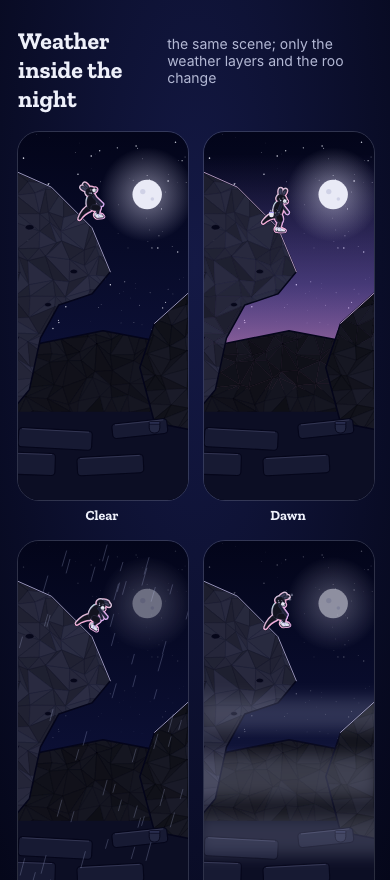 Weather
inside the
night
the same scene; only the
weather layers and the roo
change
Clear
Dawn